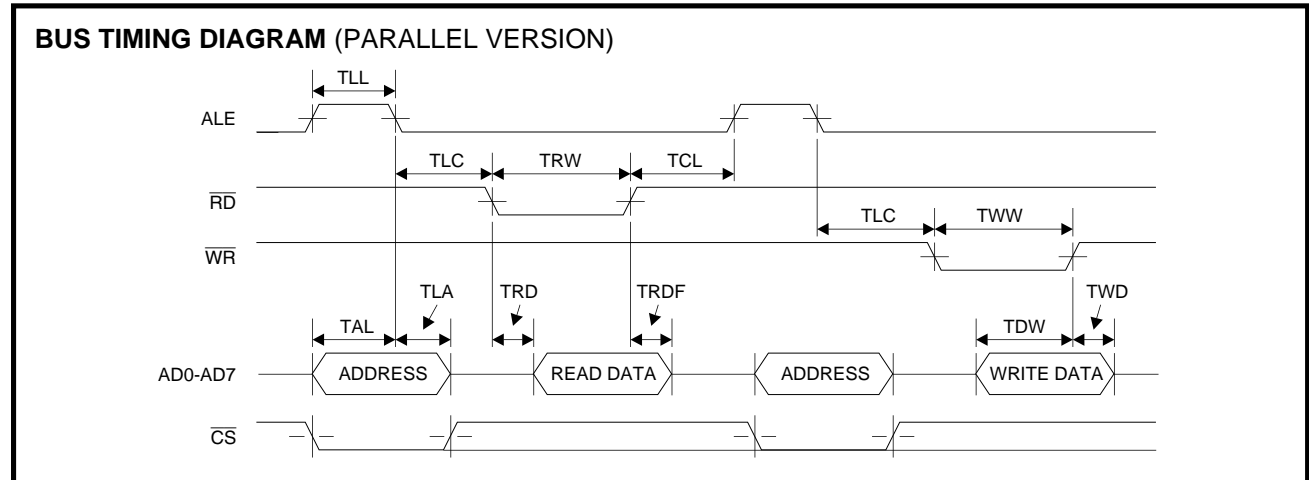 BUS TIMING DIAGRAM (PARALLEL VERSION)
TLL
ALE
TLC TRW TCL
RD
TLC TWW
WR
TLA TRD TRDF TWD
TAL TDW
AD0-AD7 ADDRESS READ DATA ADDRESS WRITE DATA
CS